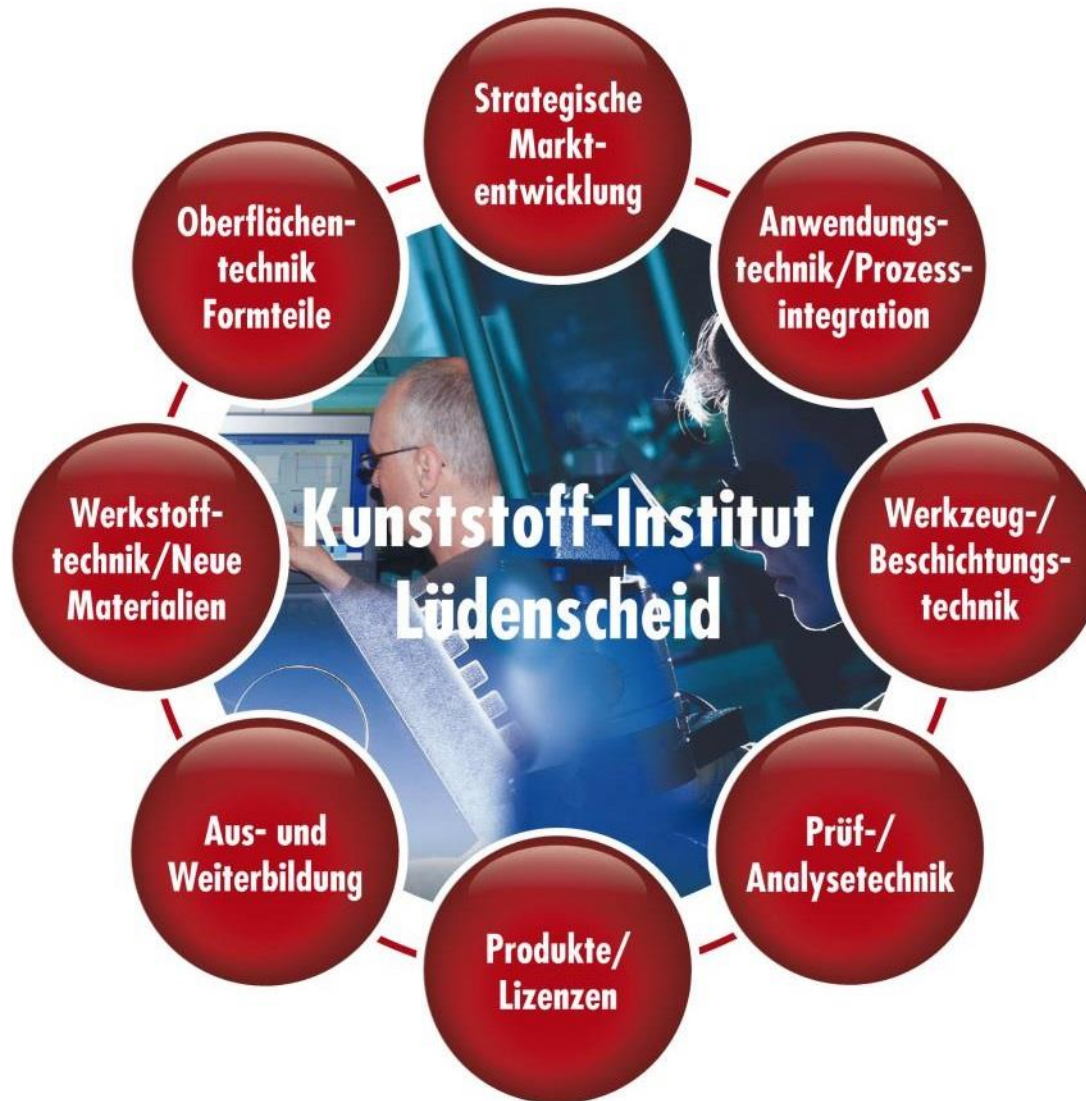 Strategische
Markt-
entwicklung
Anwendungs-
technik/Prozess-
integration
Werkzeug-/
Beschichtungs-
technik
Prüf-/
Analysetechnik
Produkte/
Lizenzen
Aus- und
Weiterbildung
Werkstoff-
technik/Neue
Materialien
Oberflächen-
technik
Formteile
Kunststoff-Institut
Lüdenscheid